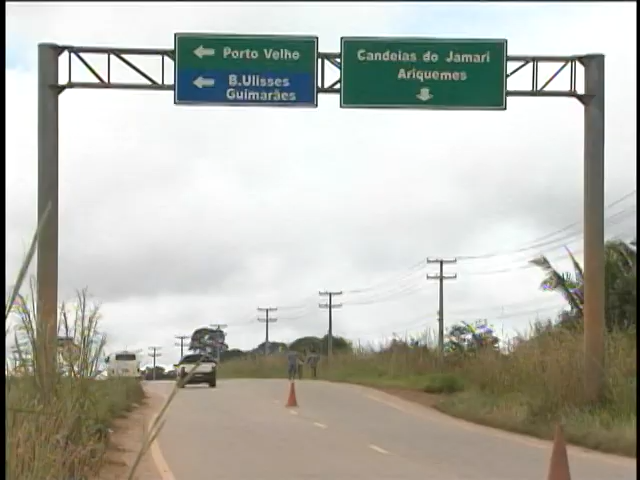 Porto Velho
B.Ulisses
Guimarães
Candeias do Jamari
Ariquemes